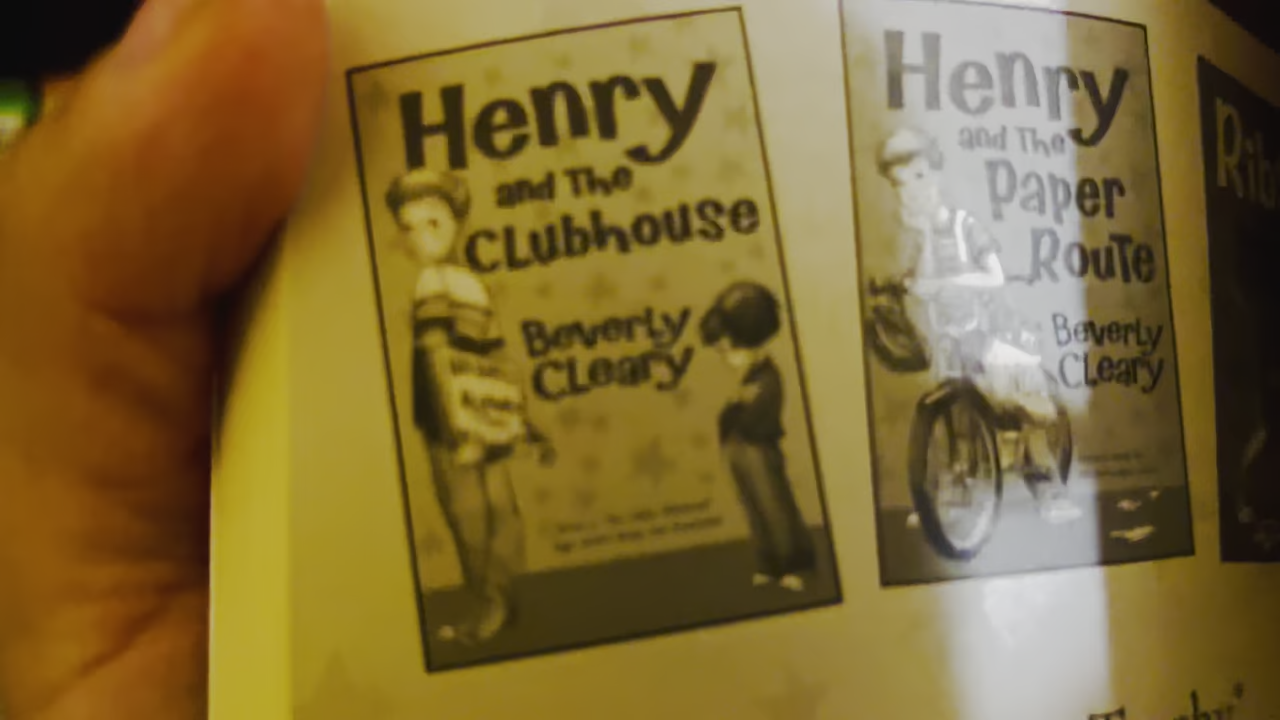 Henry
and The
Clubhouse
Beverly
Cleary
Henry
and The
Paper
Route
Beverly
Cleary